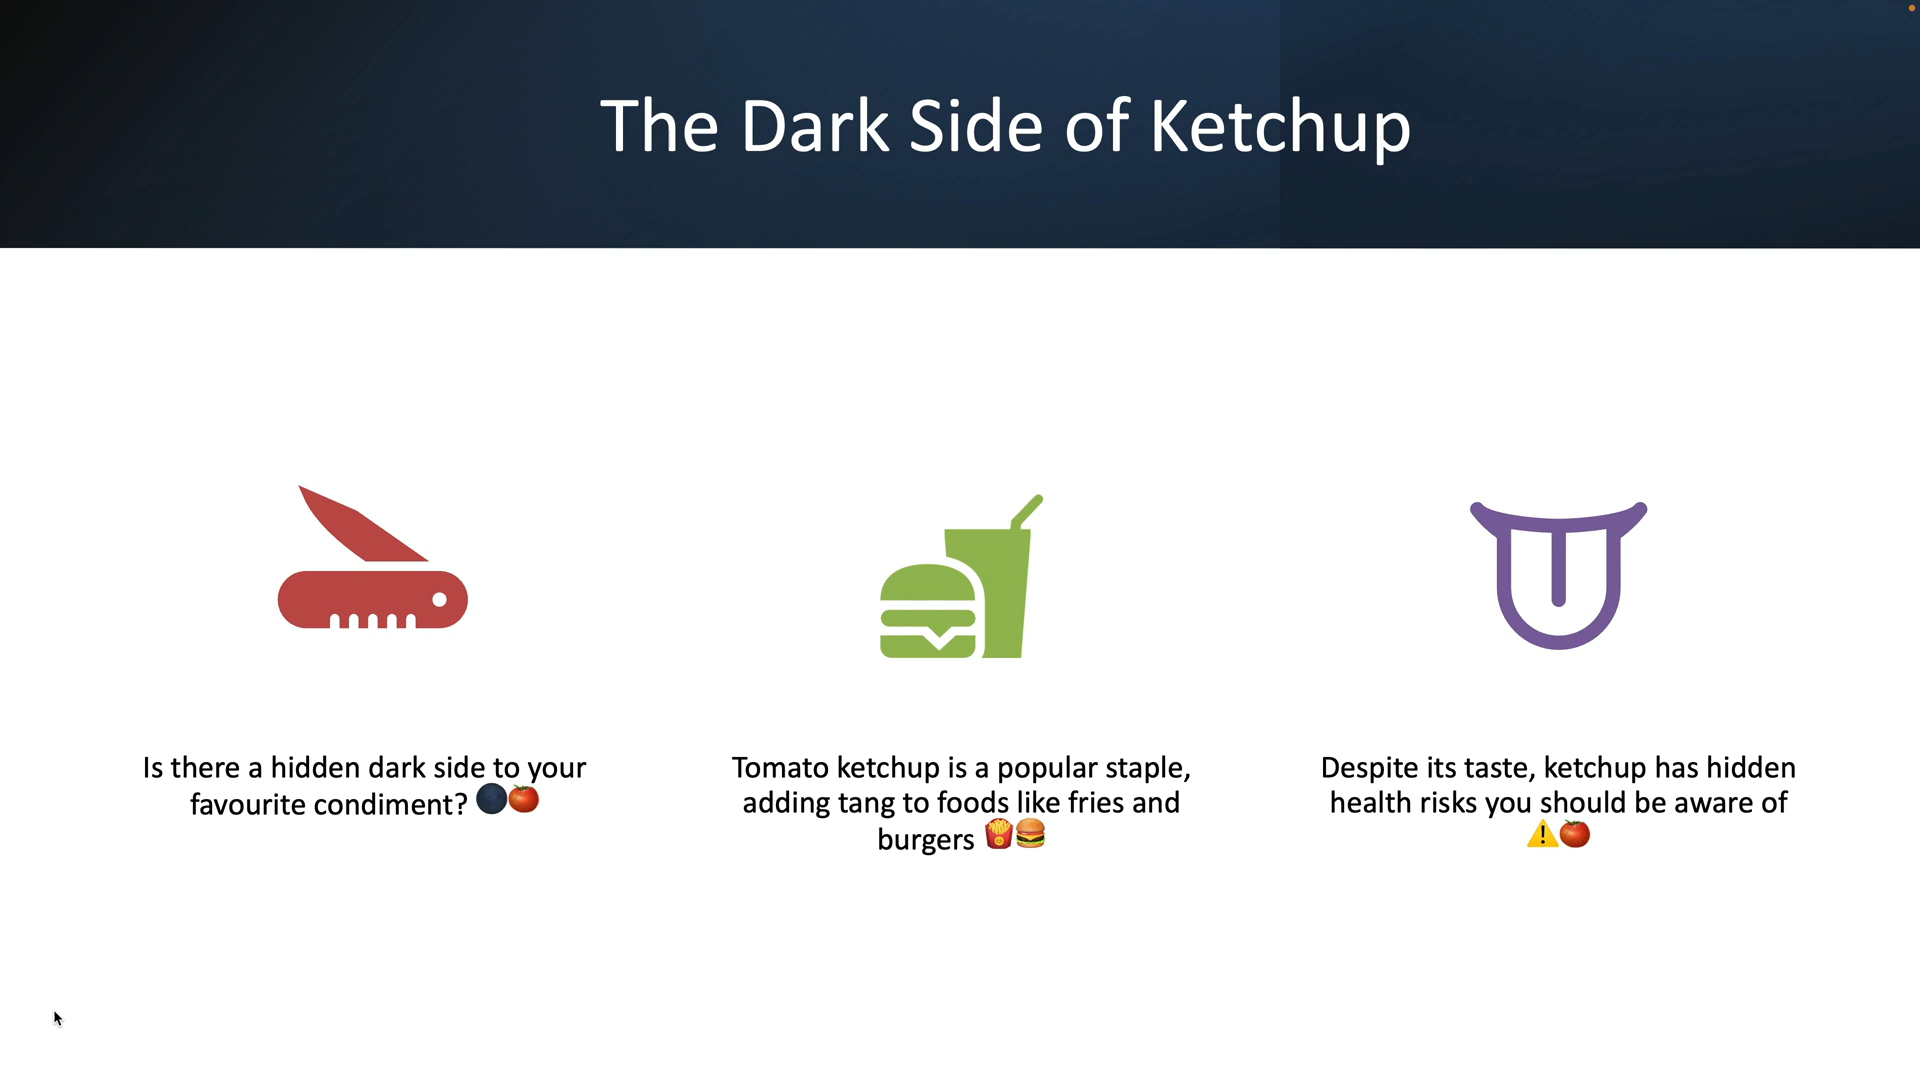 The Dark Side of Ketchup
Is there a hidden dark side to your
favourite condiment? 🌑🍅
Tomato ketchup is a popular staple,
adding tang to foods like fries and
burgers 🍟🍔
Despite its taste, ketchup has hidden
health risks you should be aware of
⚠️🍅